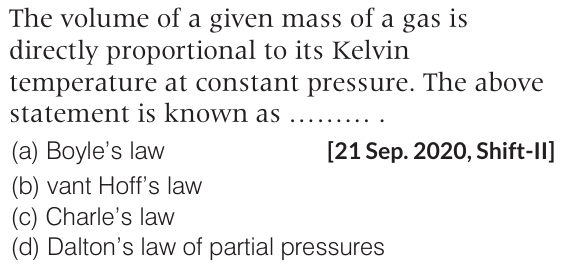 The volume of a given mass of a gas is
directly proportional to its Kelvin
temperature at constant pressure. The above
statement is known as ......... .
(a) Boyle's law [21 Sep. 2020, Shift-II]
(b) vant Hoff's law
(c) Charle's law
(d) Dalton's law of partial pressures